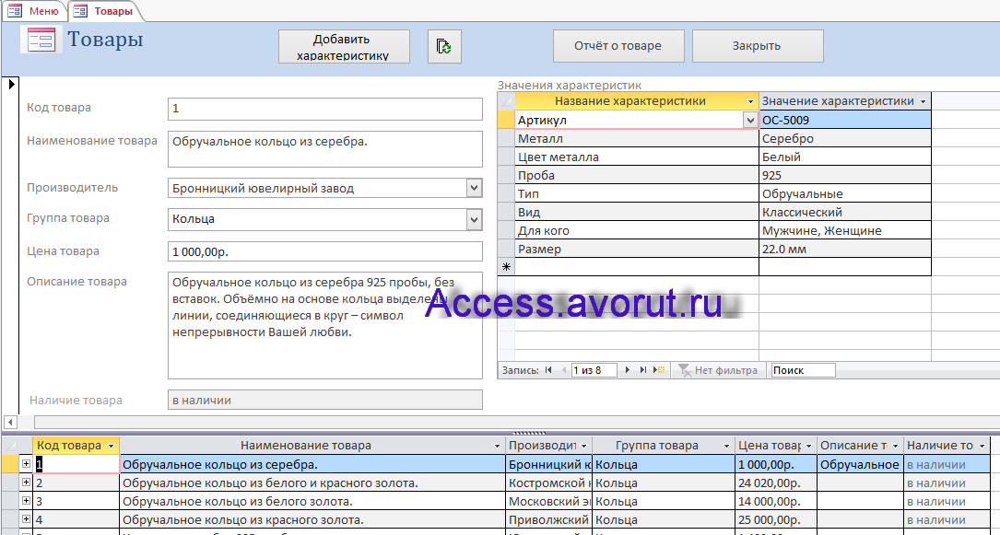 Меню Товары
Товары
Добавить характеристику
Отчёт о товаре
Закрыть
Код товара 1
Наименование товара Обручальное кольцо из серебра.
Производитель Бронницкий ювелирный завод
Группа товара Кольца
Цена товара 1 000,00р.
Описание товара Обручальное кольцо из серебра 925 пробы, без
вставок. Объёмно на основе кольца выделены
линии, соединяющиеся в круг – символ
непрерывности Вашей любви.
Наличие товара в наличии
Значения характеристик
Название характеристики Значение характеристики
Артикул ОС-5009
Металл Серебро
Цвет металла Белый
Проба 925
Тип Обручальные
Вид Классический
Для кого Мужчине, Женщине
Размер 22.0 мм
Access.avorut.ru
Запись: 1 из 8 Нет фильтра Поиск
Код товара Наименование товара Производит Группа товара Цена товар Описание т Наличие то
1 Обручальное кольцо из серебра. Бронницкий к Кольца 1 000,00р. Обручальное в наличии
2 Обручальное кольцо из белого и красного золота. Костромской Кольца 24 020,00р. в наличии
3 Обручальное кольцо из белого золота. Московский э Кольца 14 000,00р. в наличии
4 Обручальное кольцо из красного золота. Приволжский Кольца 25 000,00р. в наличии